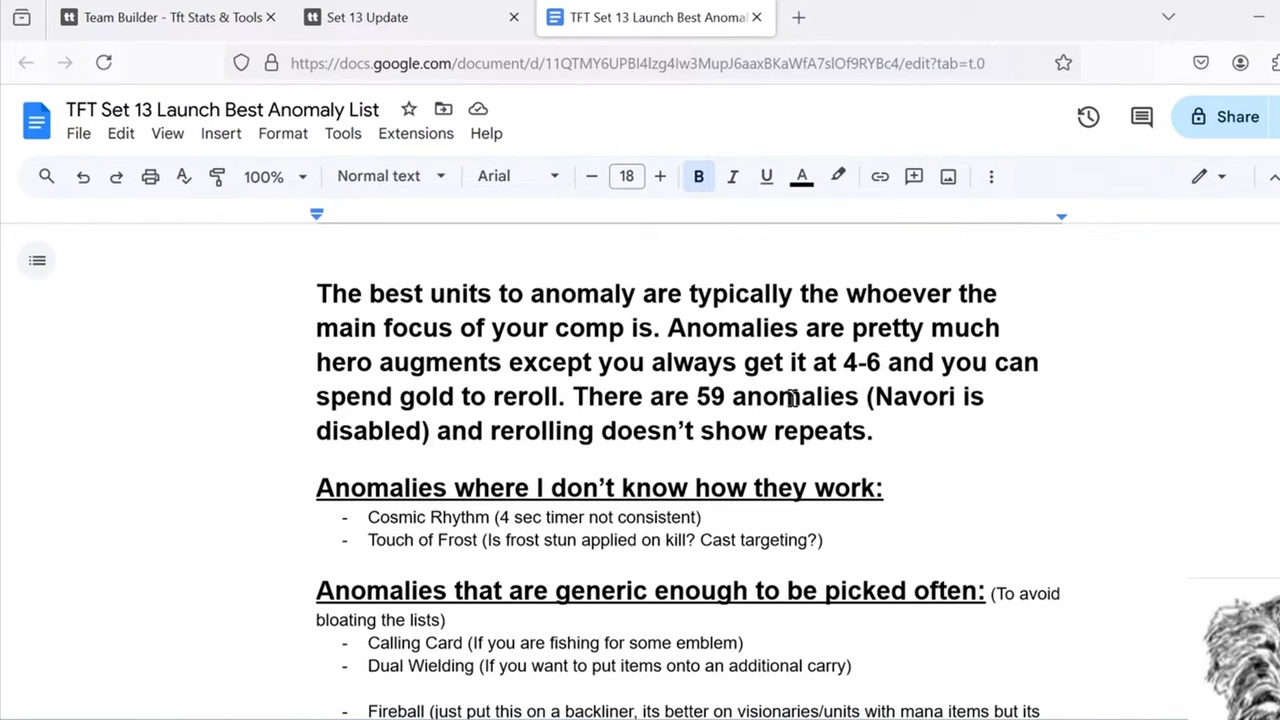 Team Builder - Tft Stats & Tools
Set 13 Update
TFT Set 13 Launch Best Anomal
https://docs.google.com/document/d/11QTMY6UPBI4lzg4Iw3MupJ6aaxBKaWfA7slOf9RYBc4/edit?tab=t.0
TFT Set 13 Launch Best Anomaly List
File Edit View Insert Format Tools Extensions Help
Share
100% Normal text Arial 18 B I U A
The best units to anomaly are typically the whoever the
main focus of your comp is. Anomalies are pretty much
hero augments except you always get it at 4-6 and you can
spend gold to reroll. There are 59 anomalies (Navori is
disabled) and rerolling doesn't show repeats.
Anomalies where I don't know how they work:
- Cosmic Rhythm (4 sec timer not consistent)
- Touch of Frost (Is frost stun applied on kill? Cast targeting?)
Anomalies that are generic enough to be picked often: (To avoid
bloating the lists)
- Calling Card (If you are fishing for some emblem)
- Dual Wielding (If you want to put items onto an additional carry)
- Fireball (just put this on a backliner, its better on visionaries/units with mana items but its